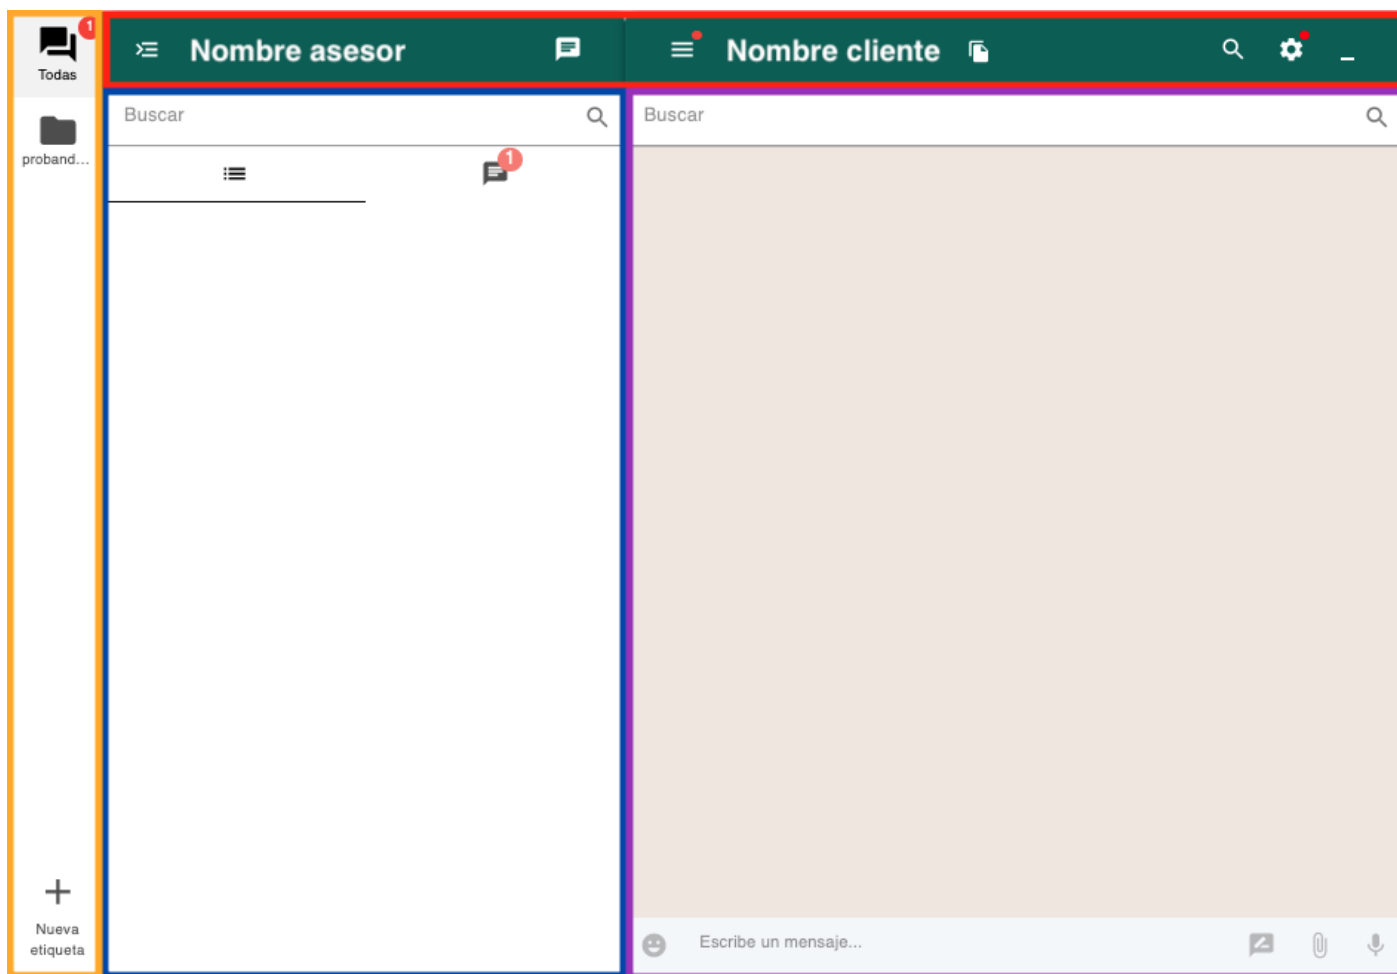 1
Todas
proband...
Nueva
etiqueta
Nombre asesor
Nombre cliente
Buscar
1
Buscar
Escribe un mensaje...